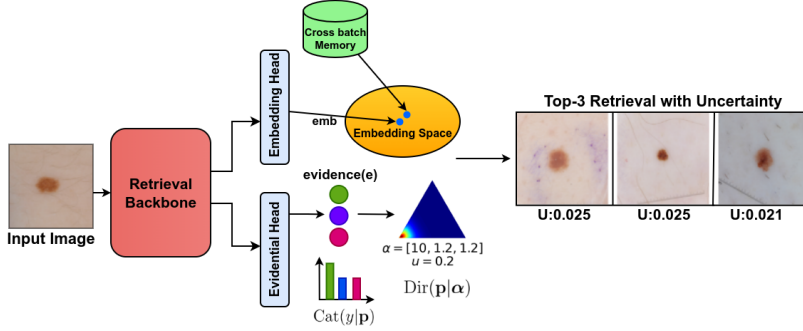 Cross batch
Memory
Embedding Head
emb
Embedding Space
Top-3 Retrieval with Uncertainty
U:0.025
U:0.025
U:0.021
Retrieval
Backbone
Input Image
Evidential Head
evidence(e)
α = [10, 1.2, 1.2]
u = 0.2
Dir(p|α)
Cat(y|p)